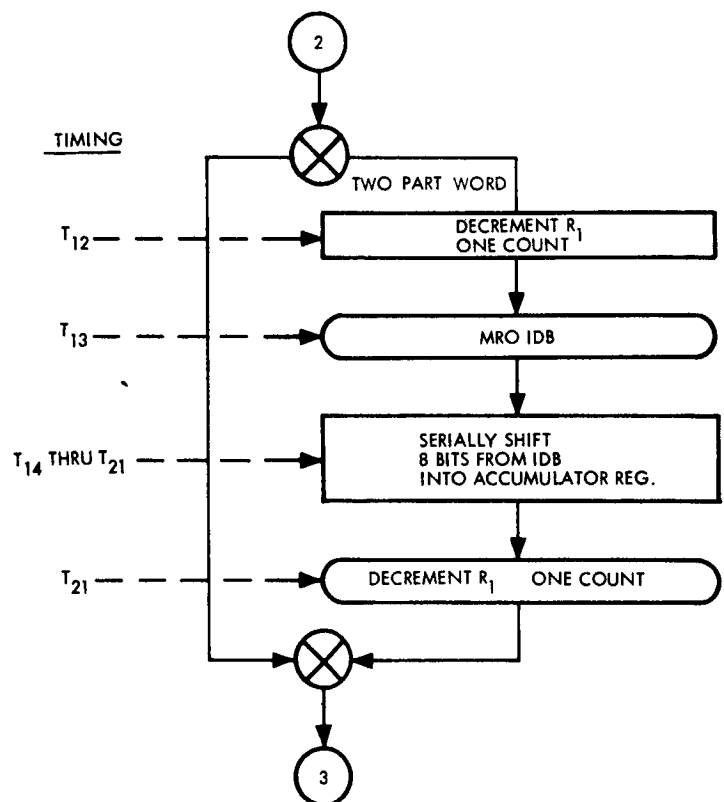 2
TIMING
TWO PART WORD
T12
DECREMENT R1
ONE COUNT
T13
MRO IDB
T14 THRU T21
SERIALLY SHIFT
8 BITS FROM IDB
INTO ACCUMULATOR REG.
T21
DECREMENT R1 ONE COUNT
3